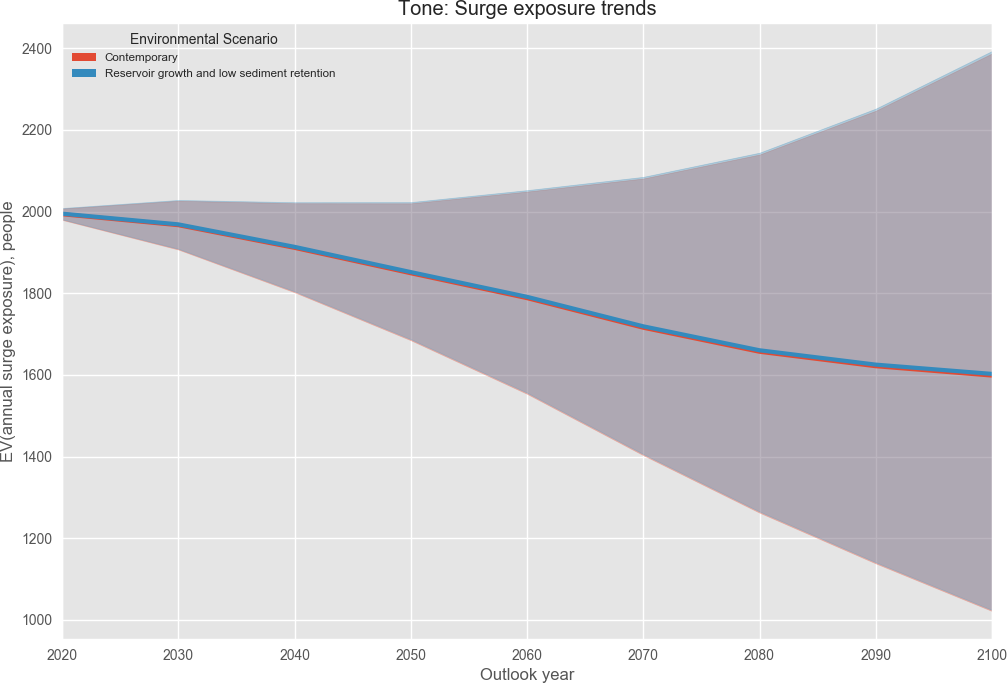 Tone: Surge exposure trends
Environmental Scenario
Contemporary
Reservoir growth and low sediment retention
EV(annual surge exposure), people
2400
2200
2000
1800
1600
1400
1200
1000
2020 2030 2040 2050 2060 2070 2080 2090 2100
Outlook year